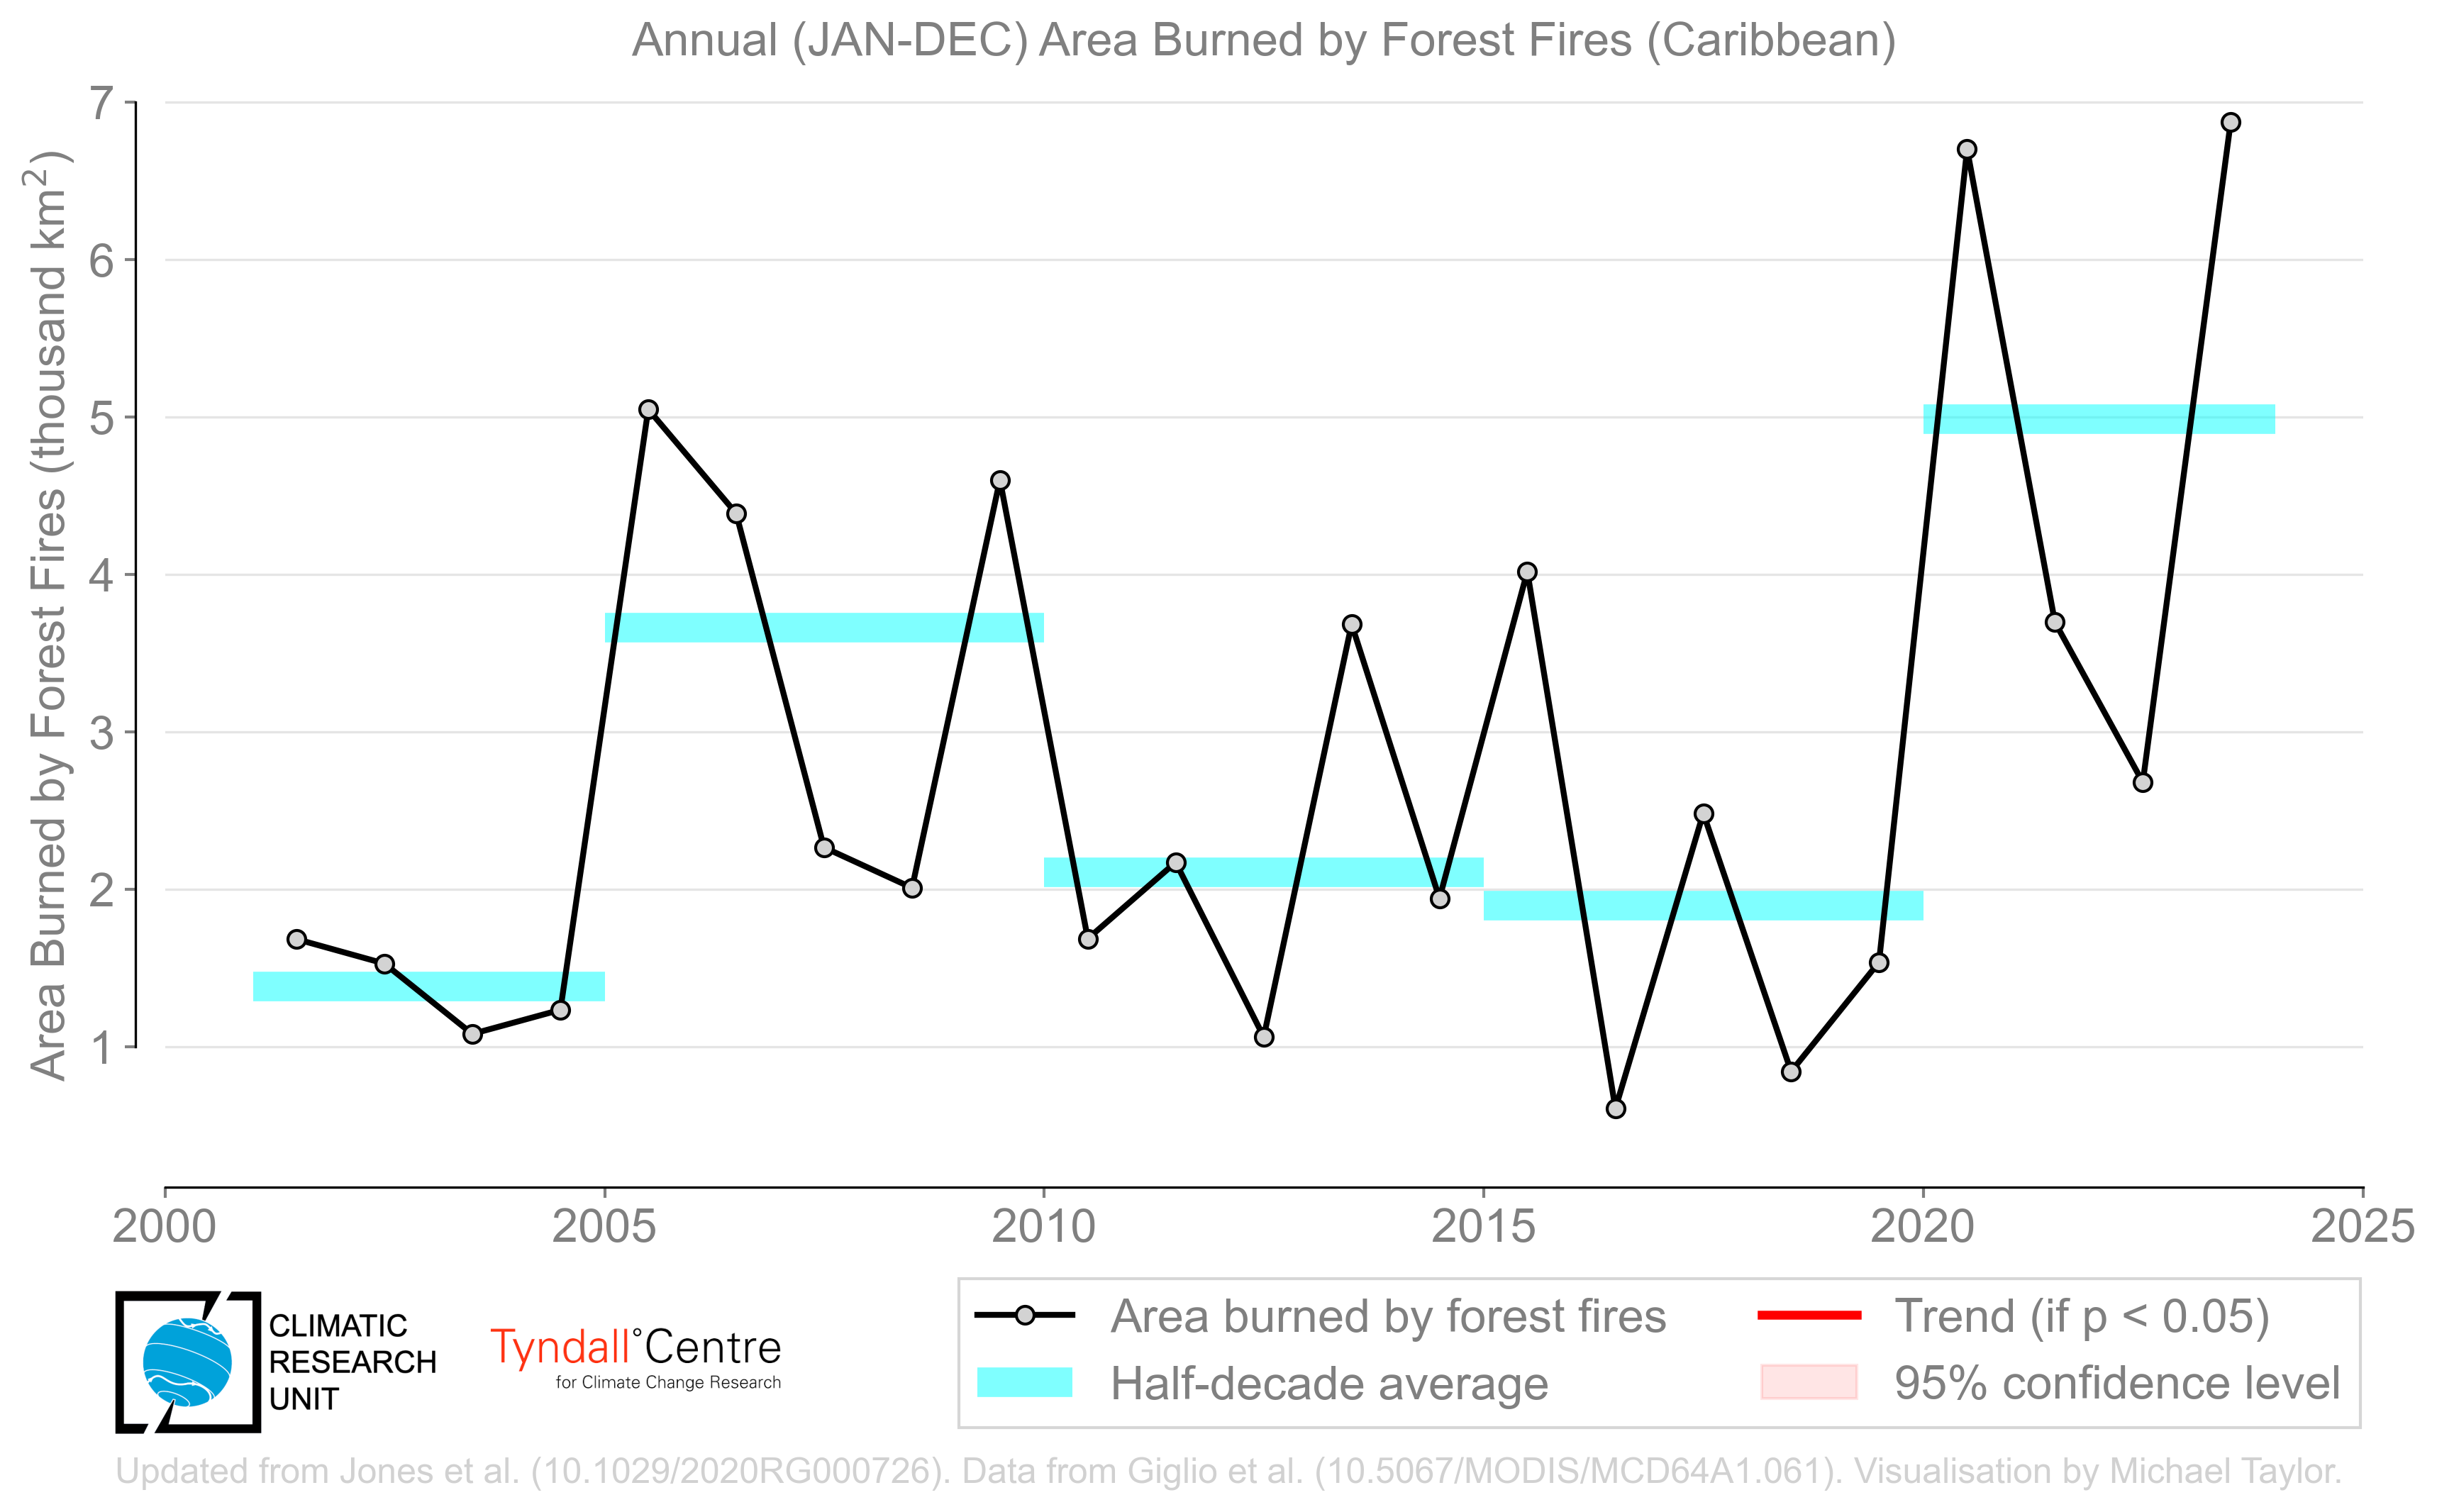 Annual (JAN-DEC) Area Burned by Forest Fires (Caribbean)
Area Burned by Forest Fires (thousand km²)
7
6
5
4
3
2
1
2000 2005 2010 2015 2020 2025
CLIMATIC
RESEARCH
UNIT
Tyndall°Centre
for Climate Change Research
Area burned by forest fires
Half-decade average
Trend (if p < 0.05)
95% confidence level
Updated from Jones et al. (10.1029/2020RG000726). Data from Giglio et al. (10.5067/MODIS/MCD64A1.061). Visualisation by Michael Taylor.